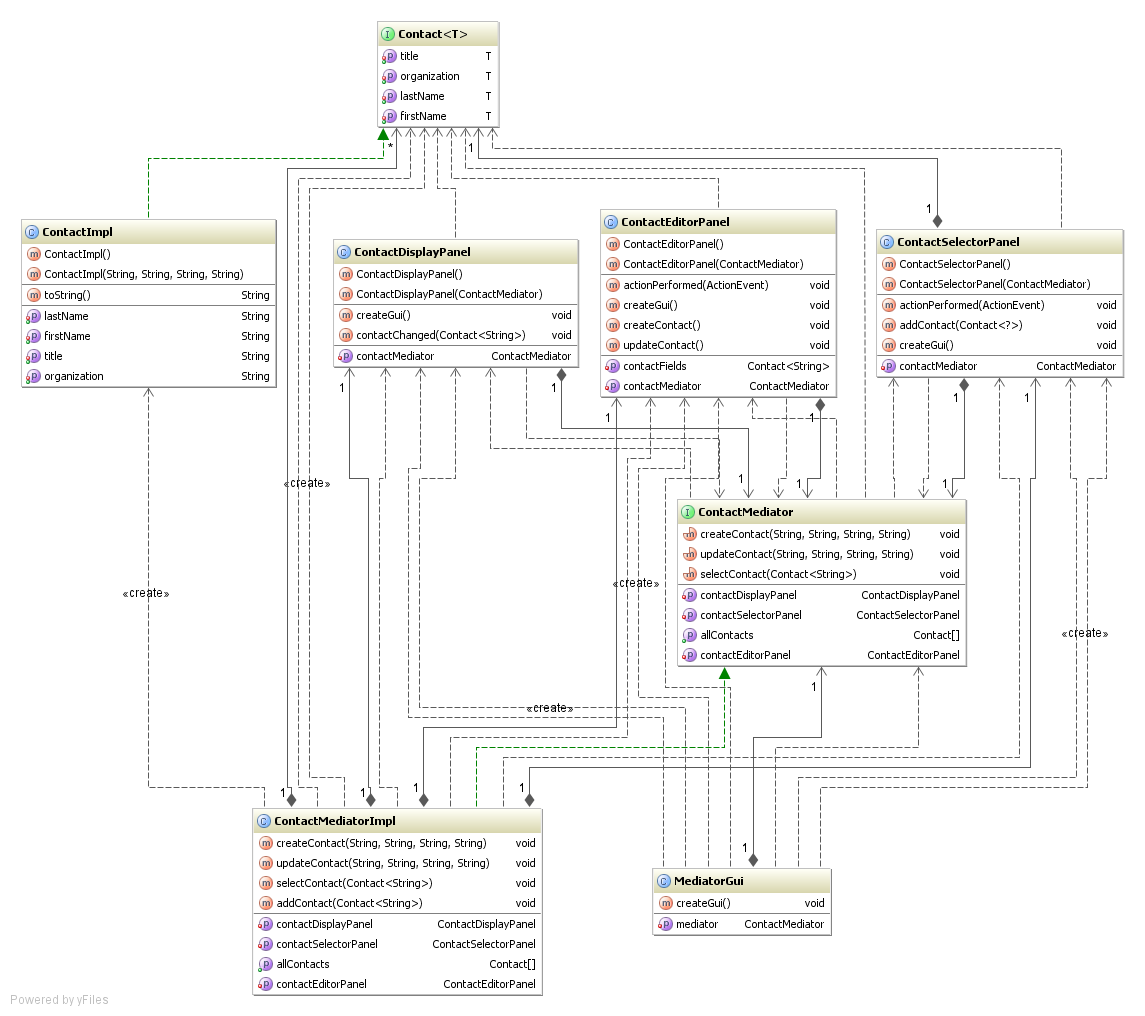 Contact<T>
title T
organization T
lastName T
firstName T
*
1
1
ContactImpl
ContactImpl()
ContactImpl(String, String, String, String)
toString() String
lastName String
firstName String
title String
organization String
ContactDisplayPanel
ContactDisplayPanel()
ContactDisplayPanel(ContactMediator)
createGui() void
contactChanged(Contact<String>) void
contactMediator ContactMediator
ContactEditorPanel
ContactEditorPanel()
ContactEditorPanel(ContactMediator)
actionPerformed(ActionEvent) void
createGui() void
createContact() void
updateContact() void
contactFields Contact<String>
contactMediator ContactMediator
ContactSelectorPanel
ContactSelectorPanel()
ContactSelectorPanel(ContactMediator)
actionPerformed(ActionEvent) void
addContact(Contact<?>) void
createGui() void
contactMediator ContactMediator
1
1
1
1
1
1
1
1
1
«create»
«create»
«create»
«create»
«create»
ContactMediator
createContact(String, String, String, String) void
updateContact(String, String, String, String) void
selectContact(Contact<String>) void
contactDisplayPanel ContactDisplayPanel
contactSelectorPanel ContactSelectorPanel
allContacts Contact[]
contactEditorPanel ContactEditorPanel
1
1
1
1
1
1
ContactMediatorImpl
createContact(String, String, String, String) void
updateContact(String, String, String, String) void
selectContact(Contact<String>) void
addContact(Contact<String>) void
contactDisplayPanel ContactDisplayPanel
contactSelectorPanel ContactSelectorPanel
allContacts Contact[]
contactEditorPanel ContactEditorPanel
MediatorGui
createGui() void
mediator ContactMediator
Powered by yFiles